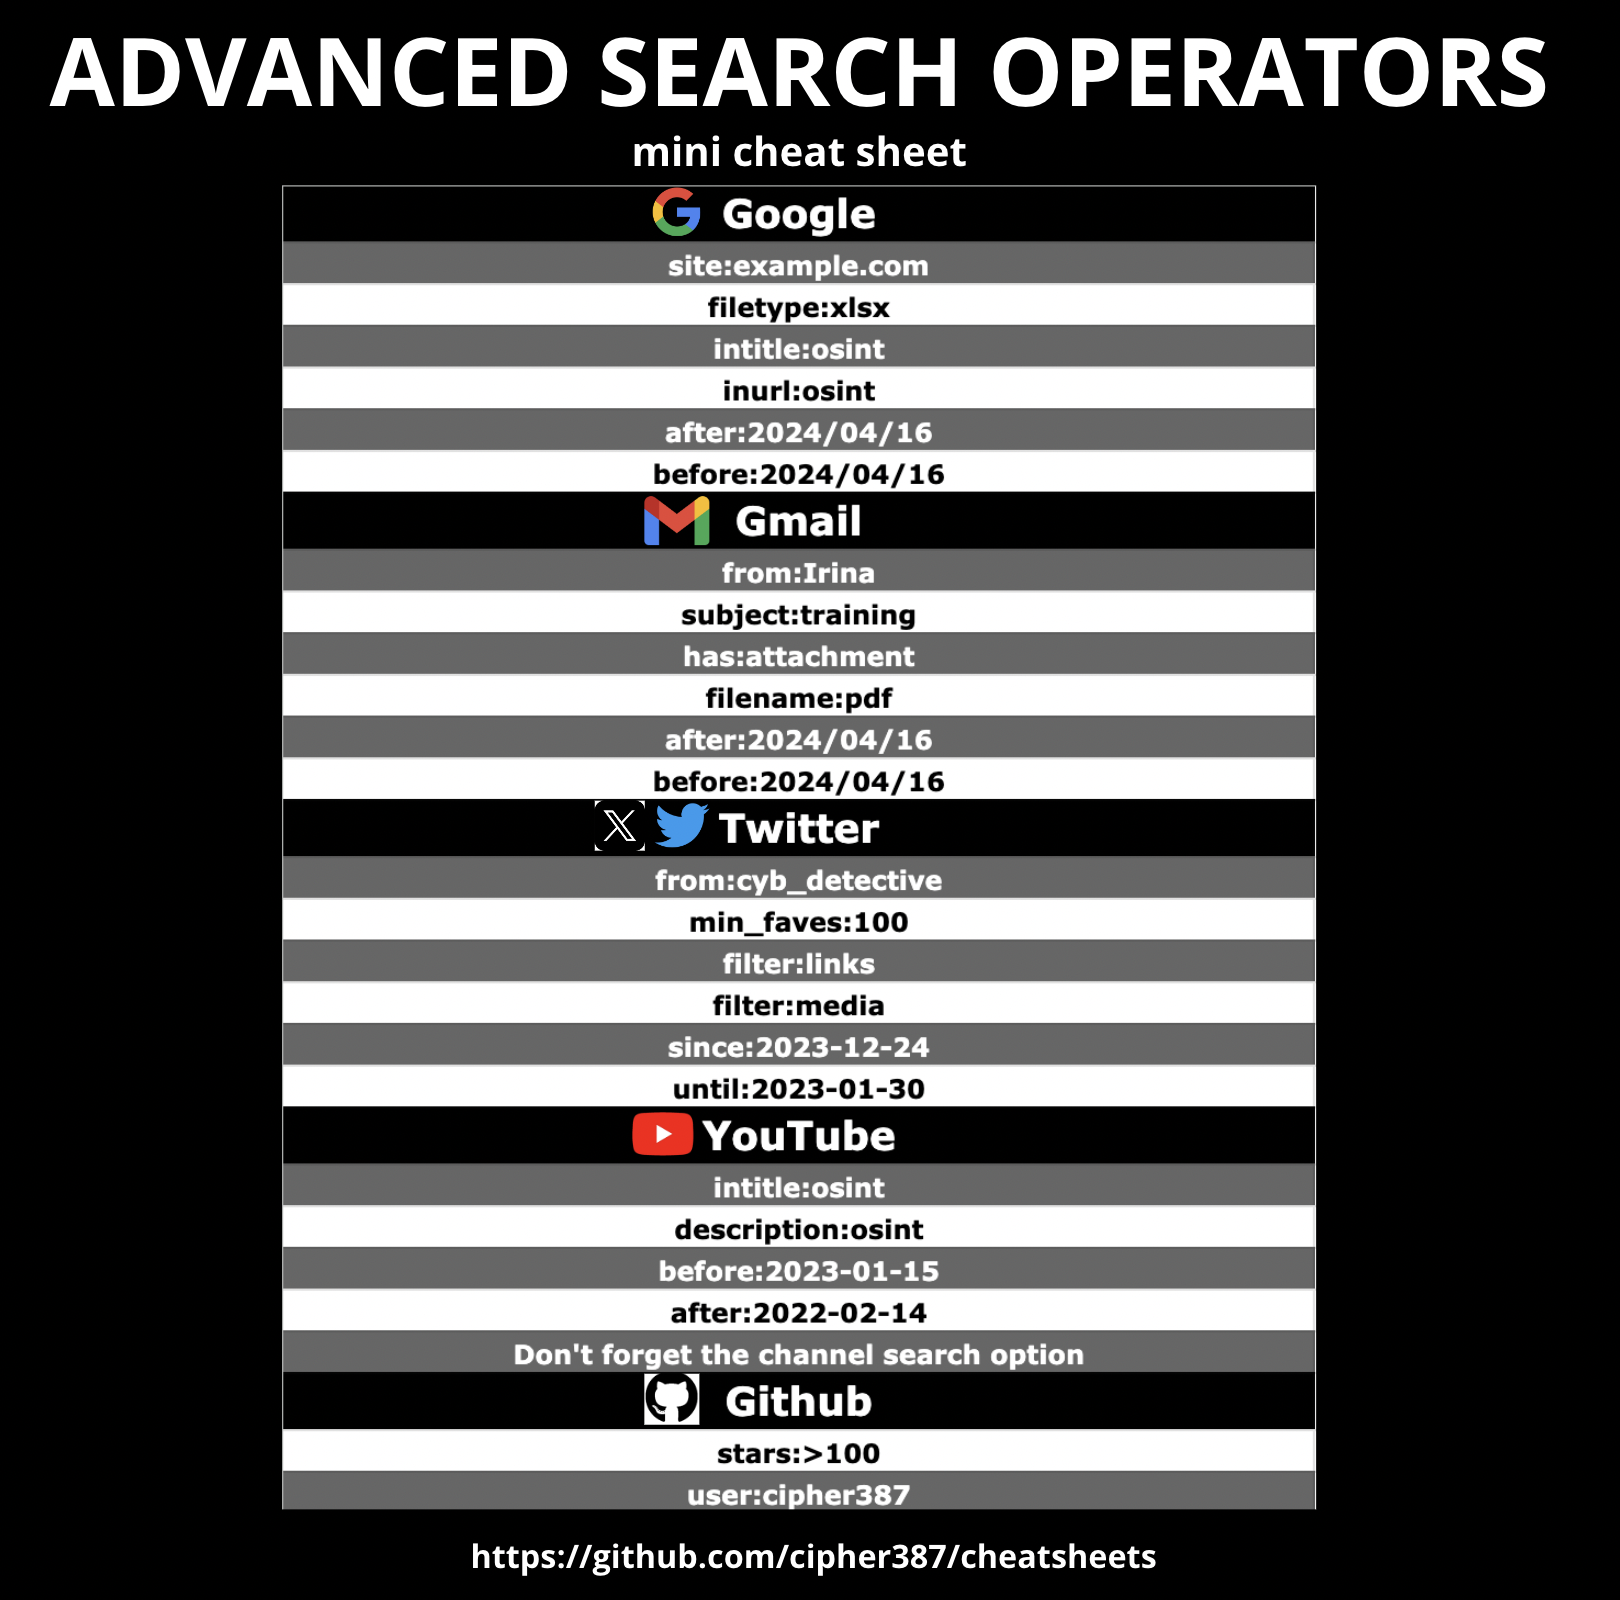 ADVANCED SEARCH OPERATORS
mini cheat sheet
Google
site:example.com
filetype:xlsx
intitle:osint
inurl:osint
after:2024/04/16
before:2024/04/16
Gmail
from:Irina
subject:training
has:attachment
filename:pdf
after:2024/04/16
before:2024/04/16
Twitter
from:cyb_detective
min_faves:100
filter:links
filter:media
since:2023-12-24
until:2023-01-30
YouTube
intitle:osint
description:osint
before:2023-01-15
after:2022-02-14
Don't forget the channel search option
Github
stars:>100
user:cipher387
https://github.com/cipher387/cheatsheets